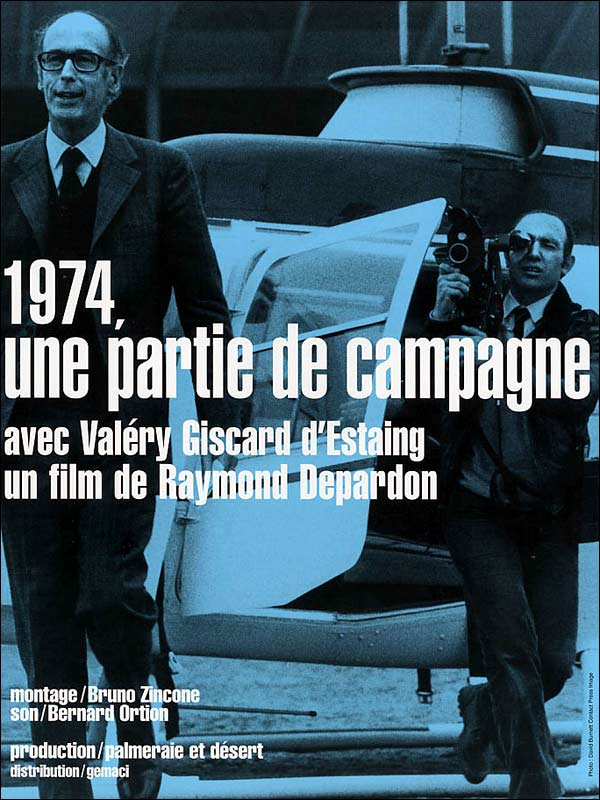 1974,
une partie de campagne
avec Valéry Giscard d'Estaing
un film de Raymond Depardon
montage/Bruno Zincone
son/Bernard Ortion
production/palmeraie et désert
distribution/gemaci
Photo : David Burnett Contact Press Image